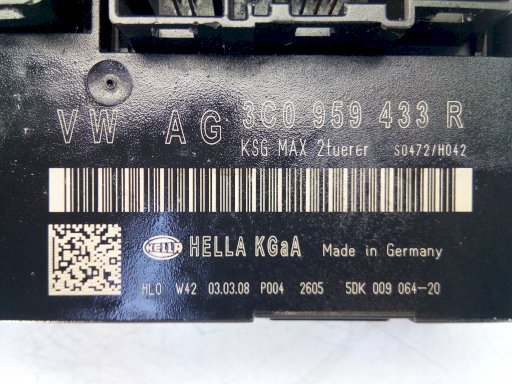 VW AG 3C0 959 433 R
KSG MAX 2tuerer S0472/H042
HELLA HELLA KGaA Made in Germany
HLO W42 03.03.08 P004 2605 5DK 009 064-20